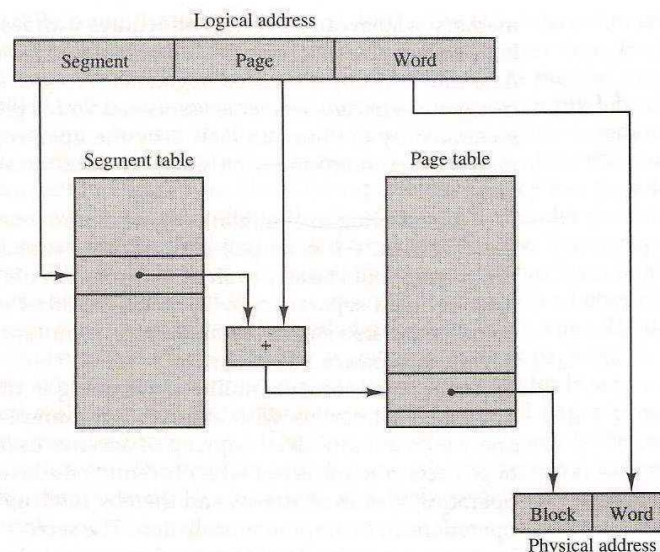 Logical address
Segment Page Word
Segment table
Page table
+
Block Word
Physical address